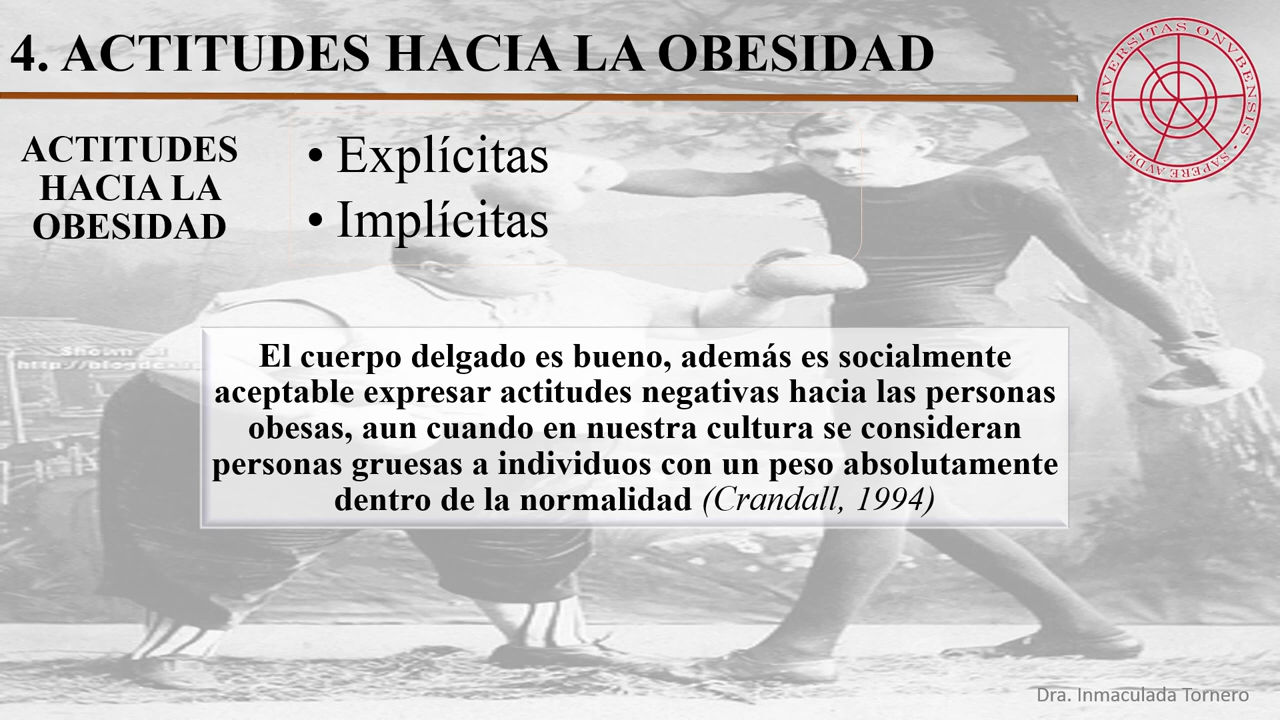 4. ACTITUDES HACIA LA OBESIDAD
VNIVERSITAS ONVBENSIS · SAPERE AVDE ·
ACTITUDES
HACIA LA
OBESIDAD
• Explícitas
• Implícitas
Shown at
El cuerpo delgado es bueno, además es socialmente
aceptable expresar actitudes negativas hacia las personas
obesas, aun cuando en nuestra cultura se consideran
personas gruesas a individuos con un peso absolutamente
dentro de la normalidad (Crandall, 1994)
Dra. Inmaculada Tornero